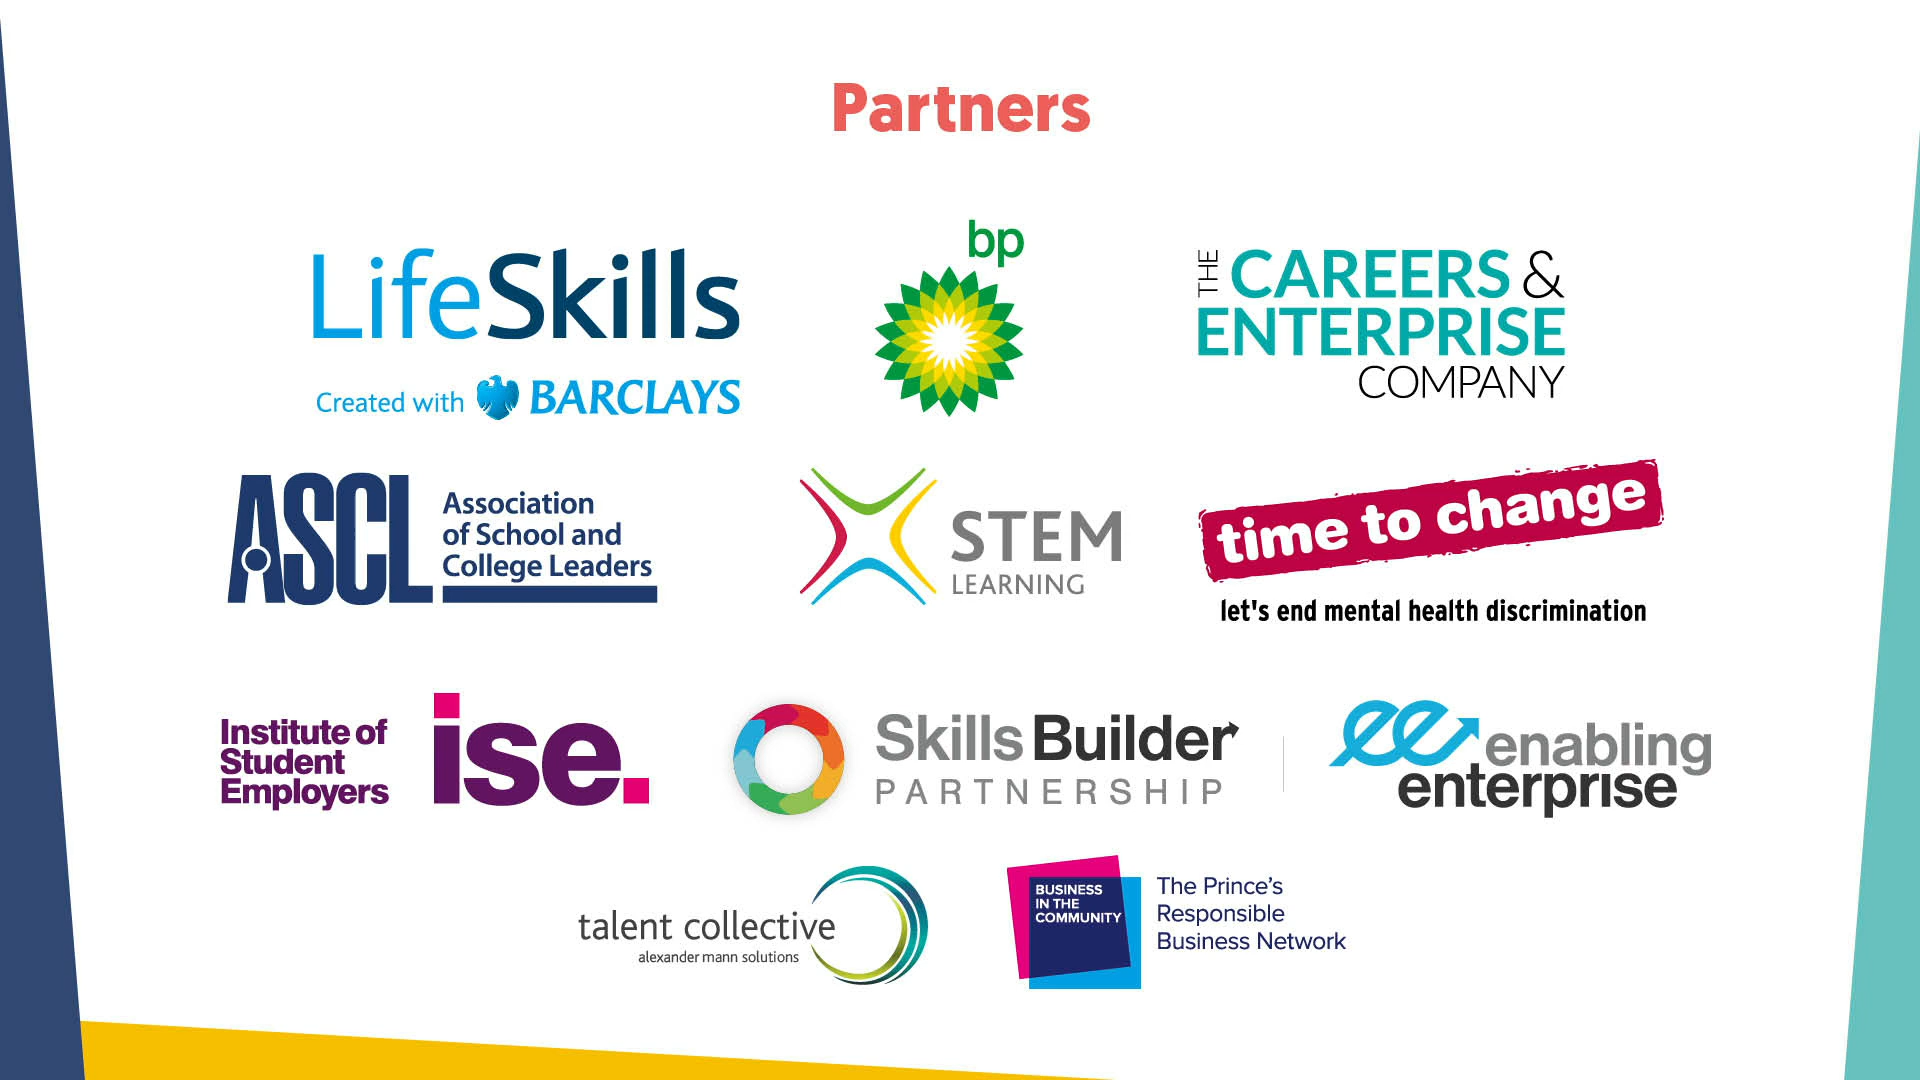 Partners
LifeSkills
Created with BARCLAYS
bp
THE CAREERS &
ENTERPRISE
COMPANY
ASCL
Association
of School and
College Leaders
STEM
LEARNING
time to change
let's end mental health discrimination
Institute of
Student
Employers
ise.
Skills Builder
PARTNERSHIP
ee enabling
enterprise
talent collective
alexander mann solutions
BUSINESS
IN THE
COMMUNITY
The Prince’s
Responsible
Business Network